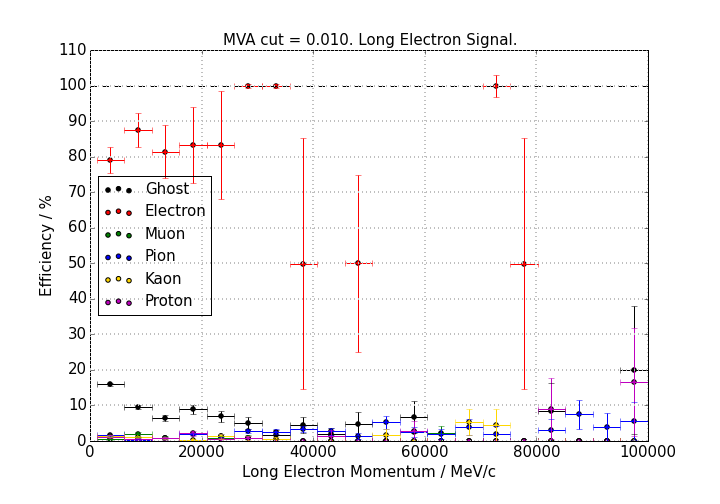 MVA cut = 0.010. Long Electron Signal.
110
100
90
80
70
60
50
40
30
20
10
0
Efficiency / %
Ghost
Electron
Muon
Pion
Kaon
Proton
0 20000 40000 60000 80000 100000
Long Electron Momentum / MeV/c